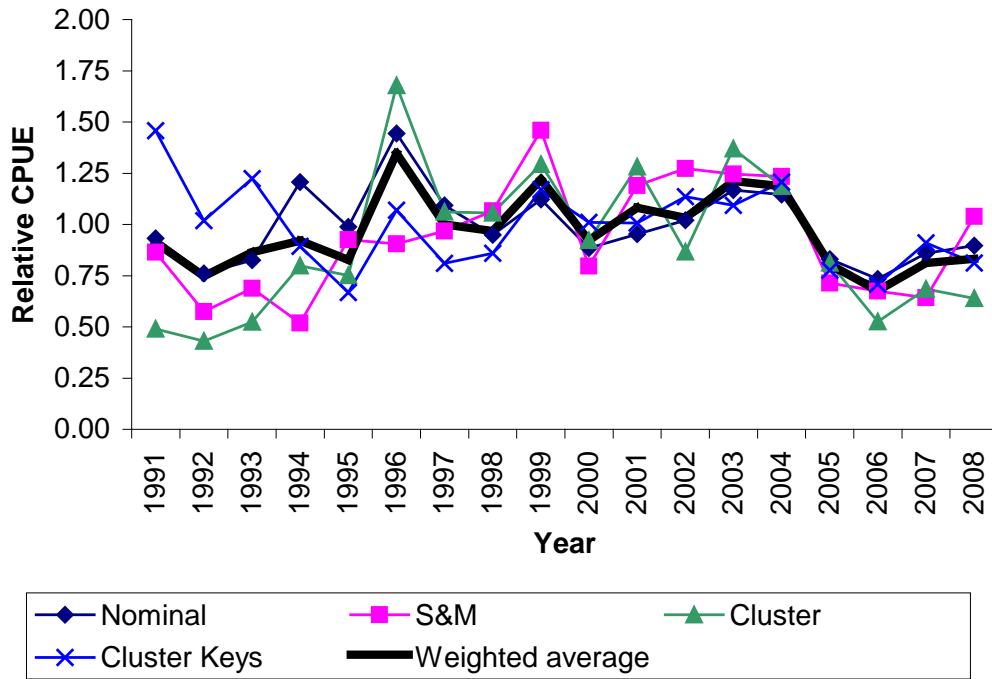 2.00
1.75
1.50
1.25
1.00
0.75
0.50
0.25
0.00
Relative CPUE
1991 1992 1993 1994 1995 1996 1997 1998 1999 2000 2001 2002 2003 2004 2005 2006 2007 2008
Year
Nominal S&M Cluster
Cluster Keys Weighted average